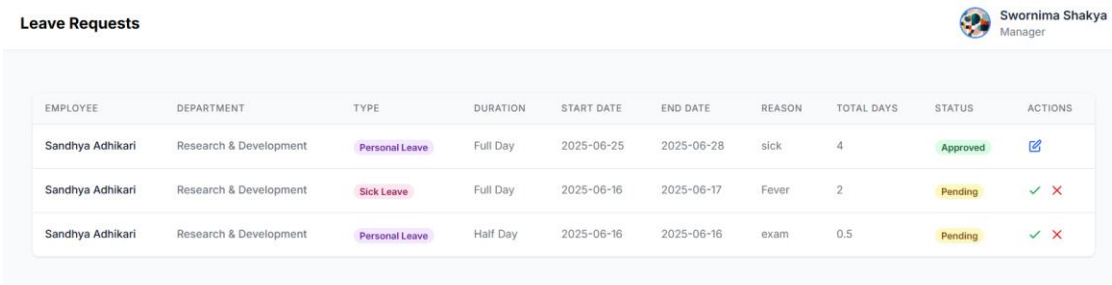 Leave Requests
Swornima Shakya
Manager
EMPLOYEE DEPARTMENT TYPE DURATION START DATE END DATE REASON TOTAL DAYS STATUS ACTIONS
Sandhya Adhikari Research & Development Personal Leave Full Day 2025-06-25 2025-06-28 sick 4 Approved
Sandhya Adhikari Research & Development Sick Leave Full Day 2025-06-16 2025-06-17 Fever 2 Pending
Sandhya Adhikari Research & Development Personal Leave Half Day 2025-06-16 2025-06-16 exam 0.5 Pending